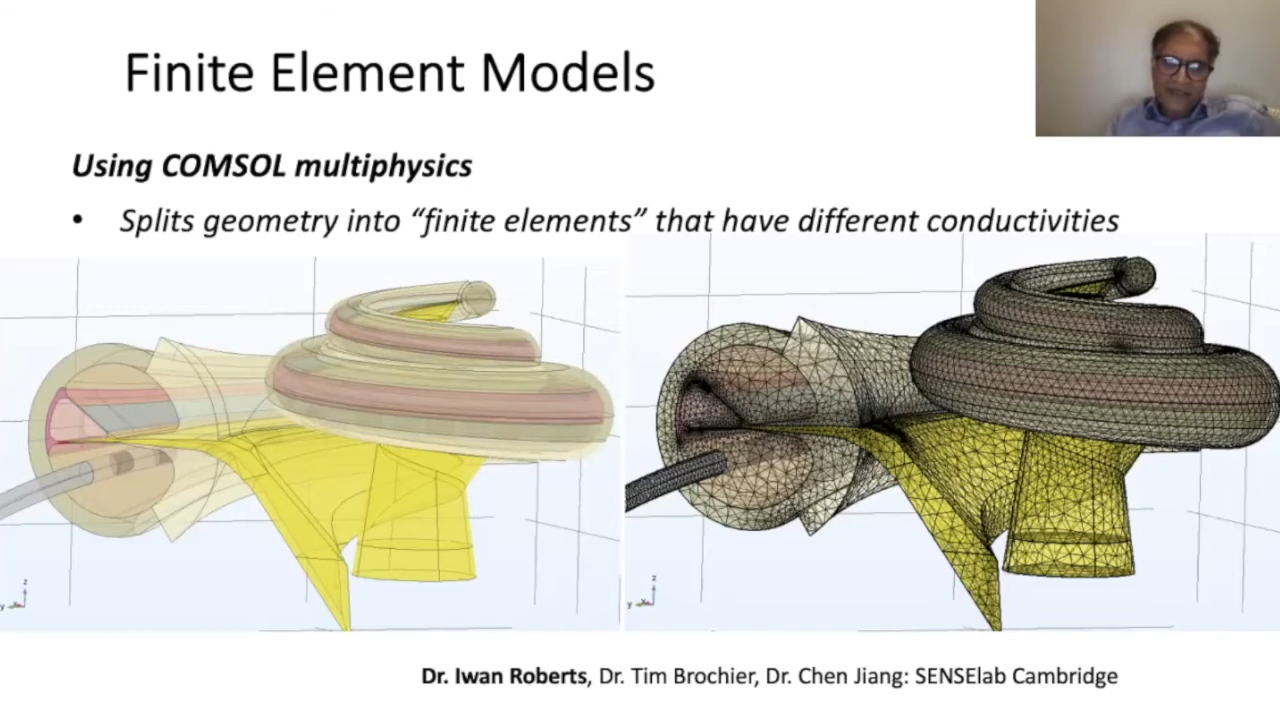 Finite Element Models
Using COMSOL multiphysics
• Splits geometry into “finite elements” that have different conductivities
z
y
x
z
y
x
Dr. Iwan Roberts, Dr. Tim Brochier, Dr. Chen Jiang: SENSElab Cambridge